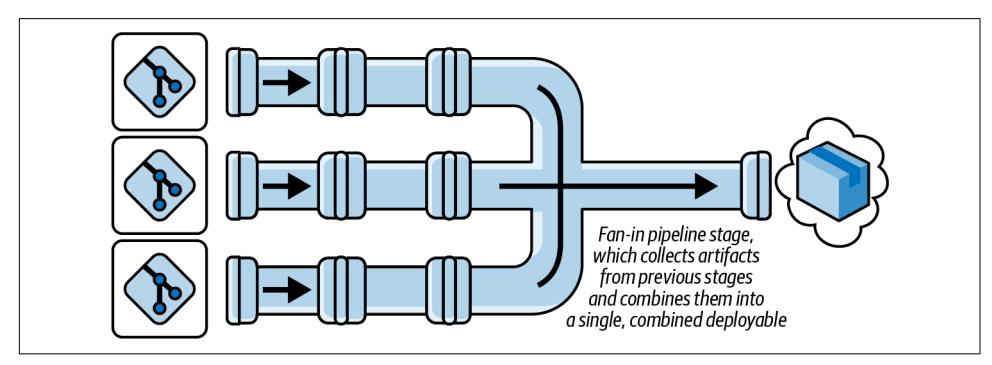 Fan-in pipeline stage,
which collects artifacts
from previous stages
and combines them into
a single, combined deployable